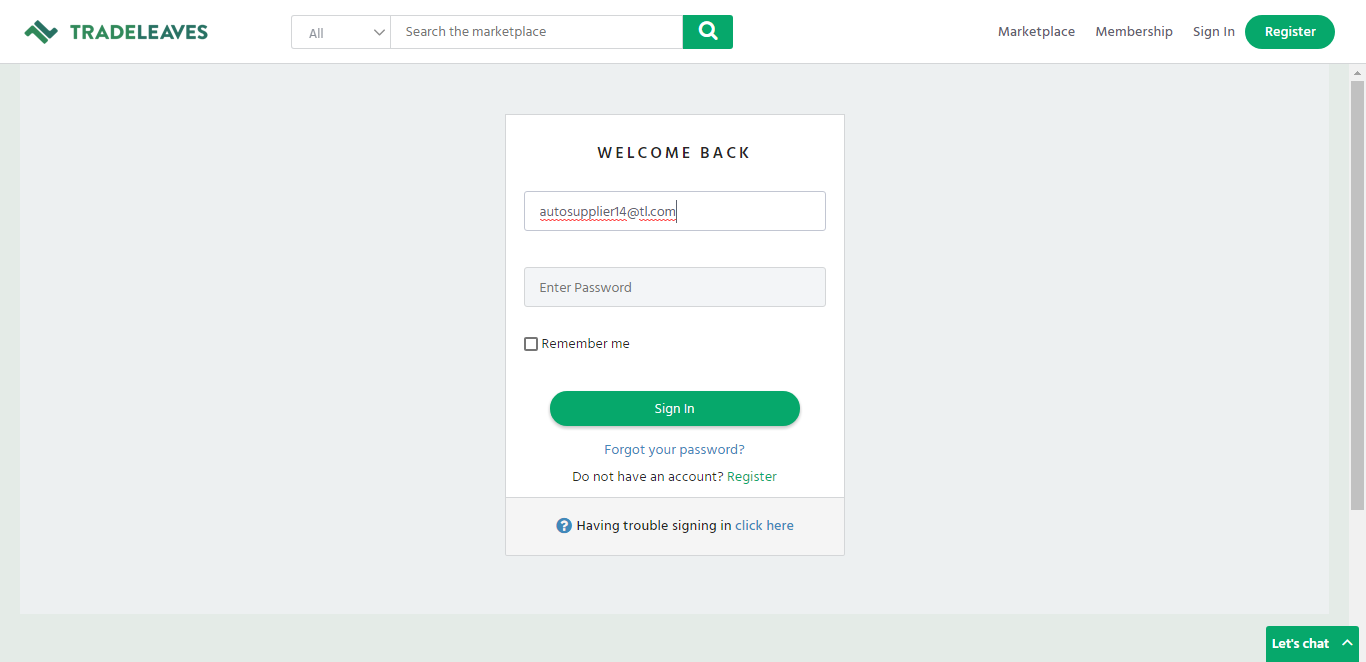 TRADELEAVES
All
Search the marketplace
Marketplace Membership Sign In Register
WELCOME BACK
autosupplier14@tl.com
Enter Password
Remember me
Sign In
Forgot your password?
Do not have an account? Register
? Having trouble signing in click here
Let's chat